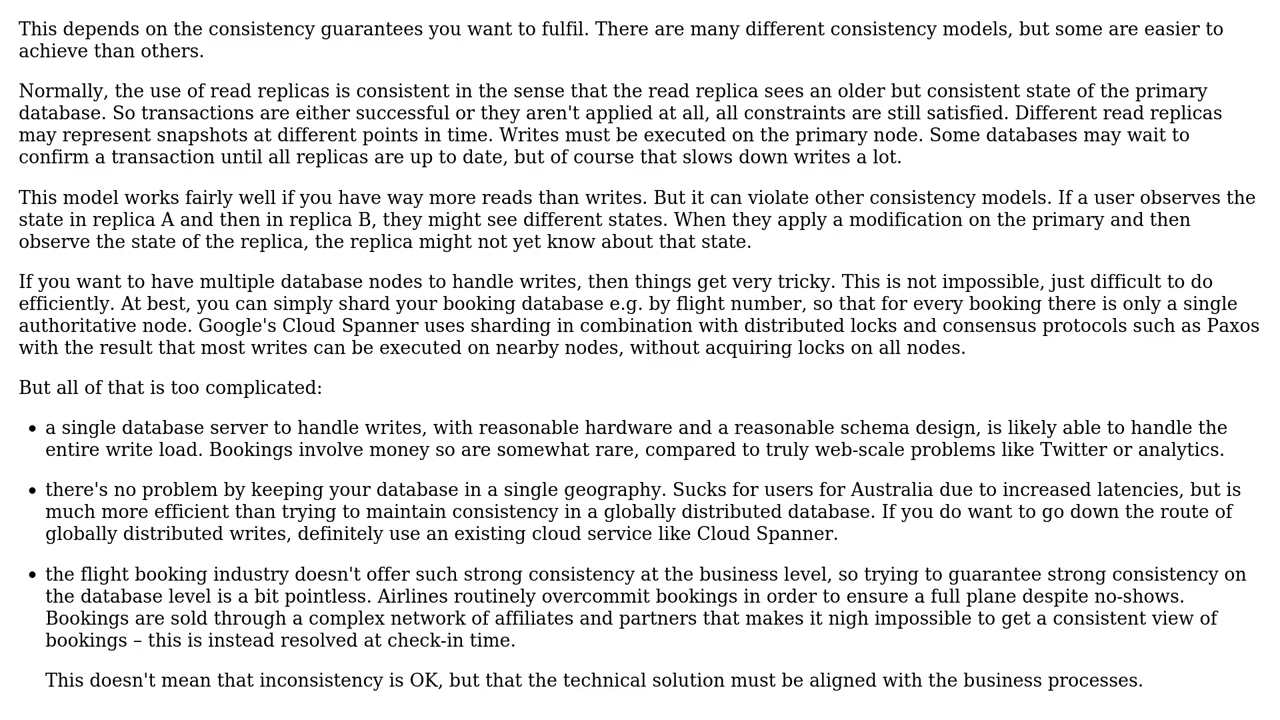 This depends on the consistency guarantees you want to fulfil. There are many different consistency models, but some are easier to
achieve than others.
Normally, the use of read replicas is consistent in the sense that the read replica sees an older but consistent state of the primary
database. So transactions are either successful or they aren't applied at all, all constraints are still satisfied. Different read replicas
may represent snapshots at different points in time. Writes must be executed on the primary node. Some databases may wait to
confirm a transaction until all replicas are up to date, but of course that slows down writes a lot.
This model works fairly well if you have way more reads than writes. But it can violate other consistency models. If a user observes the
state in replica A and then in replica B, they might see different states. When they apply a modification on the primary and then
observe the state of the replica, the replica might not yet know about that state.
If you want to have multiple database nodes to handle writes, then things get very tricky. This is not impossible, just difficult to do
efficiently. At best, you can simply shard your booking database e.g. by flight number, so that for every booking there is only a single
authoritative node. Google's Cloud Spanner uses sharding in combination with distributed locks and consensus protocols such as Paxos
with the result that most writes can be executed on nearby nodes, without acquiring locks on all nodes.
But all of that is too complicated:
• a single database server to handle writes, with reasonable hardware and a reasonable schema design, is likely able to handle the
entire write load. Bookings involve money so are somewhat rare, compared to truly web-scale problems like Twitter or analytics.
• there's no problem by keeping your database in a single geography. Sucks for users for Australia due to increased latencies, but is
much more efficient than trying to maintain consistency in a globally distributed database. If you do want to go down the route of
globally distributed writes, definitely use an existing cloud service like Cloud Spanner.
• the flight booking industry doesn't offer such strong consistency at the business level, so trying to guarantee strong consistency on
the database level is a bit pointless. Airlines routinely overcommit bookings in order to ensure a full plane despite no-shows.
Bookings are sold through a complex network of affiliates and partners that makes it nigh impossible to get a consistent view of
bookings – this is instead resolved at check-in time.
This doesn't mean that inconsistency is OK, but that the technical solution must be aligned with the business processes.